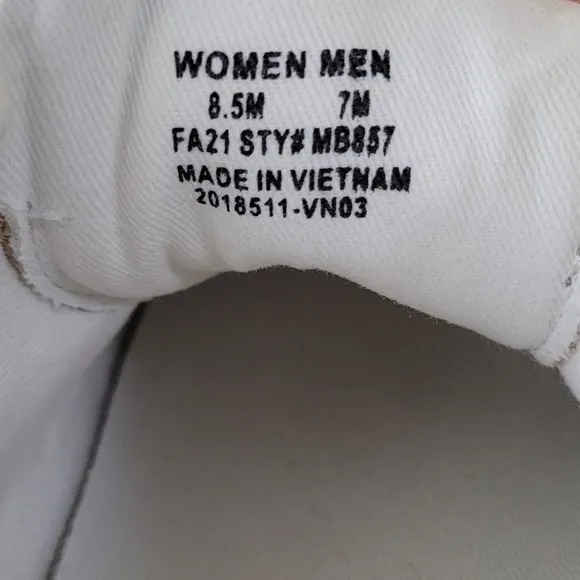 WOMEN MEN
8.5M 7M
FA21 STY# MB857
MADE IN VIETNAM
2018511-VN03